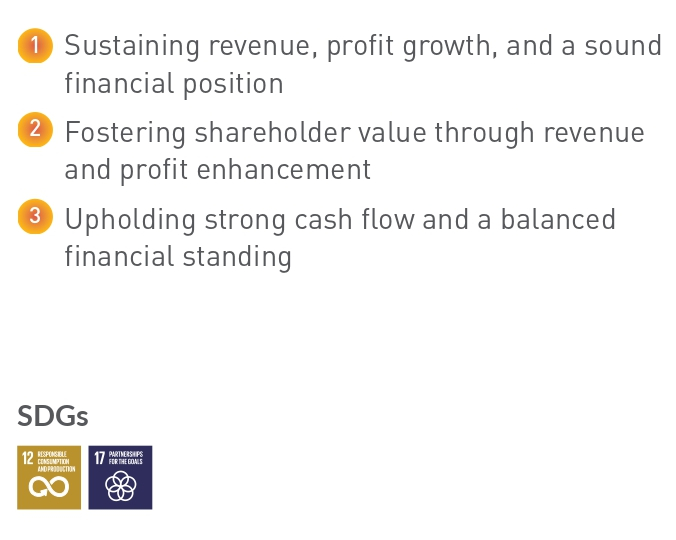 1 Sustaining revenue, profit growth, and a sound
financial position
2 Fostering shareholder value through revenue
and profit enhancement
3 Upholding strong cash flow and a balanced
financial standing
SDGs
12 RESPONSIBLE
CONSUMPTION
AND PRODUCTION
17 PARTNERSHIPS
FOR THE GOALS